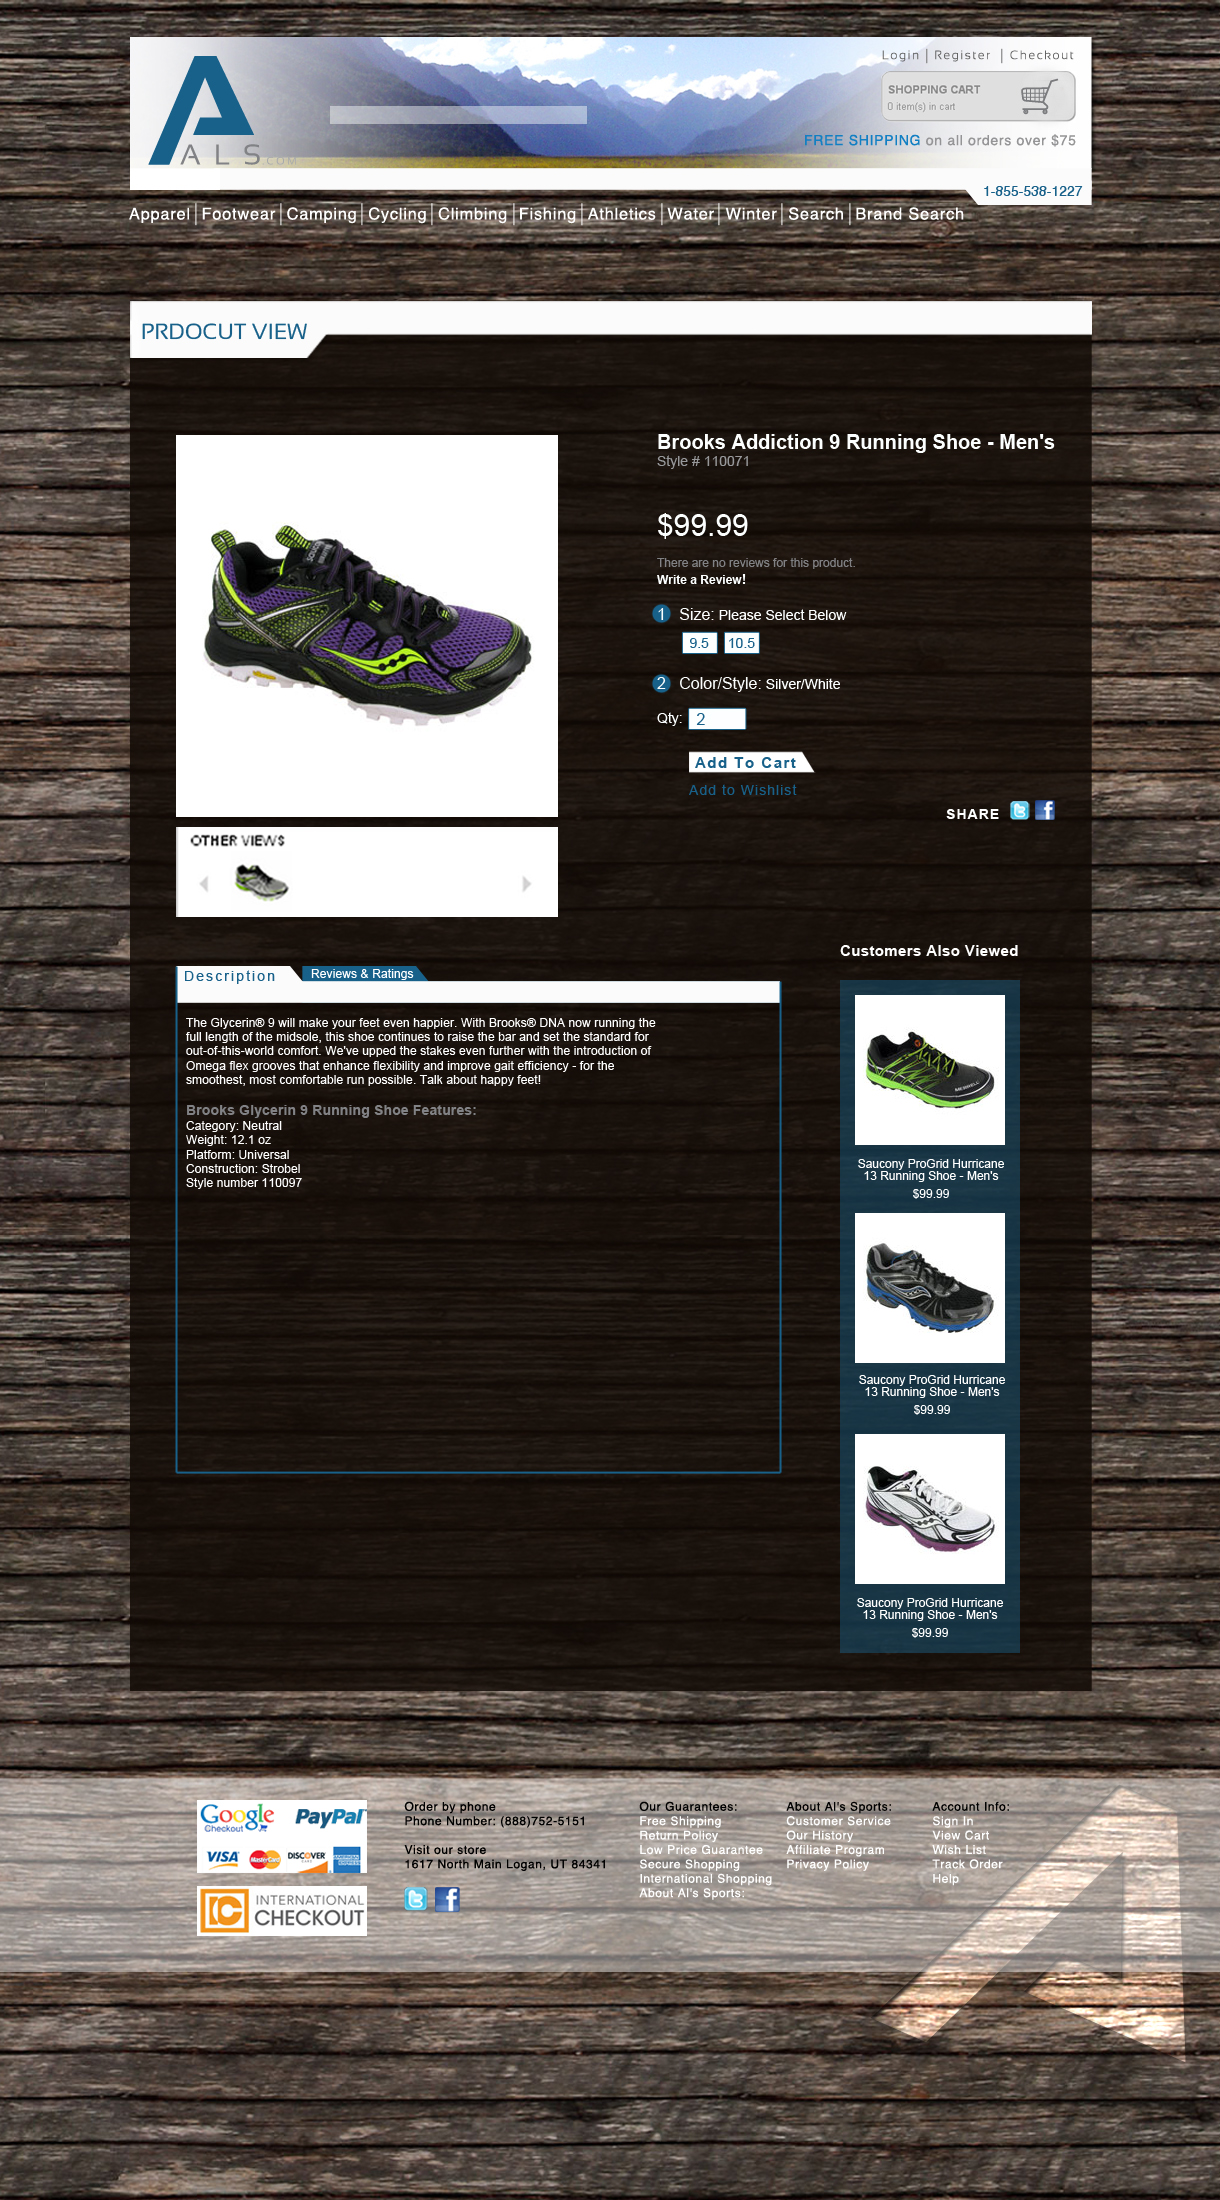 Login | Register | Checkout
SHOPPING CART
0 item(s) in cart
ALS.COM
FREE SHIPPING on all orders over $75
1-855-538-1227
Apparel | Footwear | Camping | Cycling | Climbing | Fishing | Athletics | Water | Winter | Search | Brand Search
PRDOCUT VIEW
Brooks Addiction 9 Running Shoe - Men's
Style # 110071
$99.99
There are no reviews for this product.
Write a Review!
1 Size: Please Select Below
9.5 10.5
2 Color/Style: Silver/White
Qty: 2
Add To Cart
Add to Wishlist
SHARE
OTHER VIEWS
Customers Also Viewed
Description Reviews & Ratings
The Glycerin® 9 will make your feet even happier. With Brooks® DNA now running the
full length of the midsole, this shoe continues to raise the bar and set the standard for
out-of-this-world comfort. We've upped the stakes even further with the introduction of
Omega flex grooves that enhance flexibility and improve gait efficiency - for the
smoothest, most comfortable run possible. Talk about happy feet!
Brooks Glycerin 9 Running Shoe Features:
Category: Neutral
Weight: 12.1 oz
Platform: Universal
Construction: Strobel
Style number 110097
MERRELL
Saucony ProGrid Hurricane
13 Running Shoe - Men's
$99.99
Saucony ProGrid Hurricane
13 Running Shoe - Men's
$99.99
Saucony ProGrid Hurricane
13 Running Shoe - Men's
$99.99
Google
Checkout
PayPal
VISA MasterCard DISCOVER AMERICAN EXPRESS
IC INTERNATIONAL
CHECKOUT
Order by phone
Phone Number: (888)752-5151
Visit our store
1617 North Main Logan, UT 84341
Our Guarantees:
Free Shipping
Return Policy
Low Price Guarantee
Secure Shopping
International Shopping
About Al's Sports:
About Al's Sports:
Customer Service
Our History
Affiliate Program
Privacy Policy
Account Info:
Sign In
View Cart
Wish List
Track Order
Help